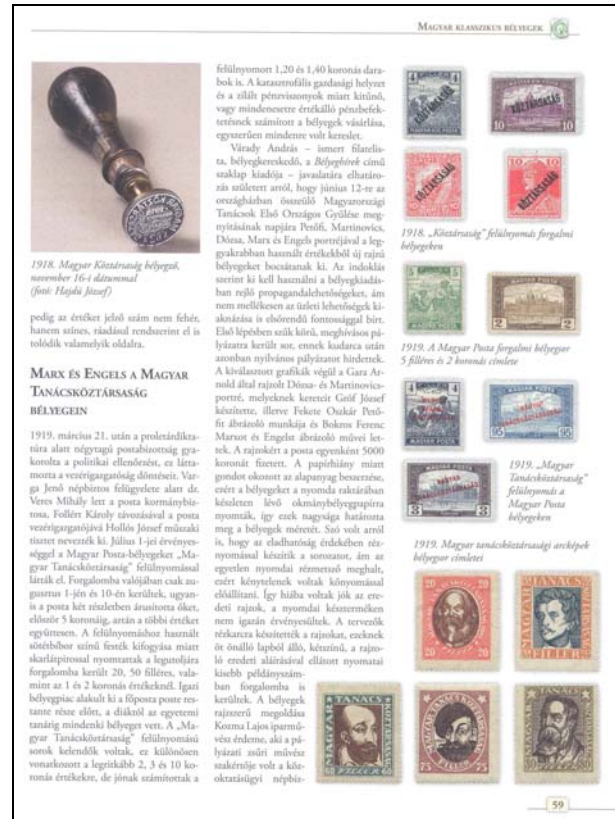 MAGYAR KLASSZIKUS BÉLYEGEK
1918. Magyar Köztársaság bélyegző,
november 16-i dátummal
(fotó: Hajdú József)
pedig az értéket jelző szám nem fehér,
hanem színes, ráadásul rendszerint el is
tolódik valamelyik oldalra.
MARX ÉS ENGELS A MAGYAR
TANÁCSKÖZTÁRSASÁG
BÉLYEGEIN
1919. március 21. után a proletárdikta-
túra alatt négytagú postabizottság gya-
korolta a politikai ellenőrzést, ez látta-
mozta a vezérigazgatóság döntéseit. Var-
ga Jenő népbiztos felügyelete alatt dr.
Veres Mihály lett a posta kormánybiz-
tosa, Follért Károly távozásával a posta
vezérigazgatójává Hollós József műszaki
tisztet nevezték ki. Július 1-jei érvényes-
séggel a Magyar Posta-bélyegeket „Ma-
gyar Tanácsköztársaság" felülnyomással
látták el. Forgalomba valójában csak au-
gusztus 1-jén és 10-én kerültek, ugyan-
is a posta két részletben árusította őket,
először 5 koronáig, aztán a többi értéket
együttesen. A felülnyomáshoz használt
sötétbíbor színű festék kifogyása miatt
skarlátpirossal nyomtattak a legutoljára
forgalomba került 20, 50 filléres, vala-
mint az 1 és 2 koronás értékeknél. Igazi
bélyegpiac alakult ki a főposta poste res-
tante része előtt, a diáktól az egyetemi
tanárig mindenki bélyeget vett. A „Ma-
gyar Tanácsköztársaság" felülnyomású
sorok kelendők voltak, ez különösen
vonatkozott a legritkább 2, 3 és 10 ko-
ronás értékekre, de jónak számítottak a
felülnyomott 1,20 és 1,40 koronás dara-
bok is. A katasztrofális gazdasági helyzet
és a zilált pénzviszonyok miatt kitűnő,
vagy mindenesetre értékálló pénzbefek-
tetésnek számított a bélyegek vásárlása,
egyszerűen mindenre volt kereslet.
Várady András – ismert filatelis-
ta, bélyegkereskedő, a Bélyeghírek című
szaklap kiadója – javaslatára elhatáro-
zás született arról, hogy június 12-re az
országházban összeülő Magyarországi
Tanácsok Első Országos Gyűlése meg-
nyitásának napjára Petőfi, Martinovics,
Dózsa, Marx és Engels portréjával a leg-
gyakrabban használt értékekből új rajzú
bélyegeket bocsátanak ki. Az indoklás
szerint ki kell használni a bélyegkiadás-
ban rejlő propagandalehetőségeket, ám
nem mellékesen az üzleti lehetőségek ki-
aknázása is elsőrendű fontossággal bírt.
Első lépésben szűk körű, meghívásos pá-
lyázatra került sor, ennek kudarca után
azonban nyilvános pályázatot hirdettek.
A kiválasztott grafikák végül a Gara Ar-
nold által rajzolt Dózsa- és Martinovics-
portré, melyeknek kereteit Gróf József
készítette, illetve Fekete Oszkár Pető-
fit ábrázoló munkája és Bokros Ferenc
Marxot és Engelst ábrázoló művei let-
tek. A rajzokért a posta egyenként 5000
koronát fizetett. A papírhiány miatt
gondot okozott az alapanyag beszerzése,
ezért a bélyegeket a nyomda raktárában
készleten lévő okmánybélyegpapírra
nyomták, így ezek nagysága határozta
meg a bélyegek méretét. Szó volt arról
is, hogy az eladhatóság érdekében réz-
nyomással készítik a sorozatot, ám az
egyetlen nyomdai rézmetsző meghalt,
ezért kénytelenek voltak kőnyomással
előállítani. Így hiába voltak jók az ere-
deti rajzok, a nyomdai készterméken
nem igazán érvényesültek. A tervezők
rézkarcra készítették a rajzokat, ezeknek
öt önálló lapból álló, kétszínű, a rajzo-
ló eredeti aláírásával ellátott nyomatai
kisebb példányszám-
ban forgalomba is
kerültek. A bélyegek
rajzszerű megoldása
Kozma Lajos iparmű-
vész érdeme, aki a pá-
lyázati zsűri művész
szakértője volt a köz-
oktatásügyi népbiz-
1918. „Köztársaság" felülnyomás forgalmi
bélyegeken
1919. A Magyar Posta forgalmi bélyegsor
5 filléres és 2 koronás címlete
1919. „Magyar
Tanácsköztársaság"
felülnyomás a
Magyar Posta
bélyegeken
1919. Magyar tanácsköztársasági arcképek
bélyegsor címletei
59